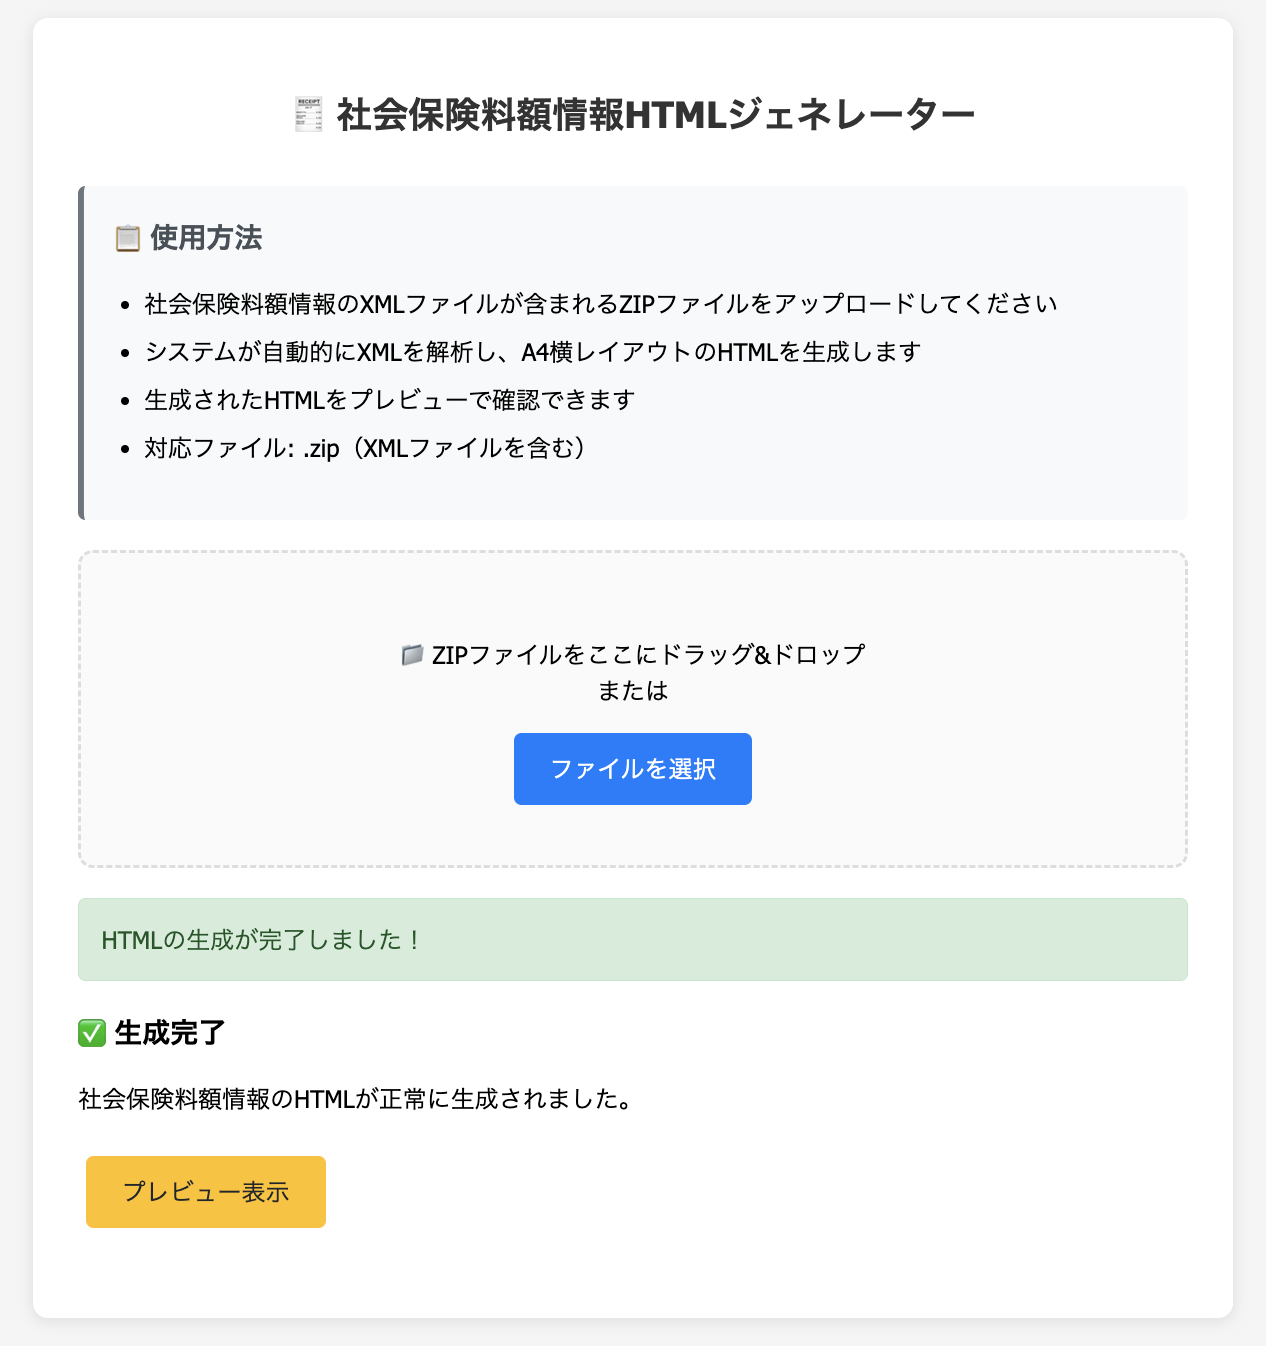 社会保険料額情報HTMLジェネレーター
使用方法
社会保険料額情報のXMLファイルが含まれるZIPファイルをアップロードしてください
システムが自動的にXMLを解析し、A4横レイアウトのHTMLを生成します
生成されたHTMLをプレビューで確認できます
対応ファイル: .zip（XMLファイルを含む）
ZIPファイルをここにドラッグ&ドロップ
または
ファイルを選択
HTMLの生成が完了しました！
生成完了
社会保険料額情報のHTMLが正常に生成されました。
プレビュー表示